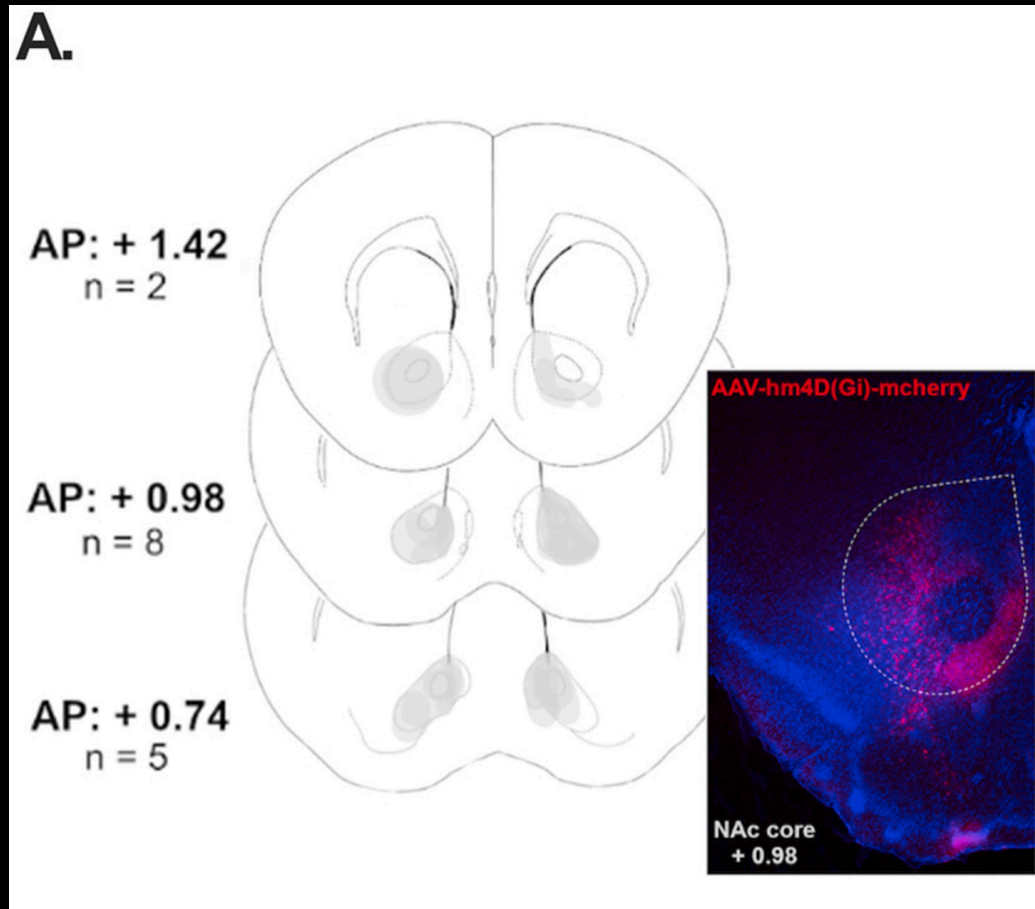 A.
AP: + 1.42
n = 2
AP: + 0.98
n = 8
AP: + 0.74
n = 5
AAV-hm4D(Gi)-mcherry
NAc core
+ 0.98